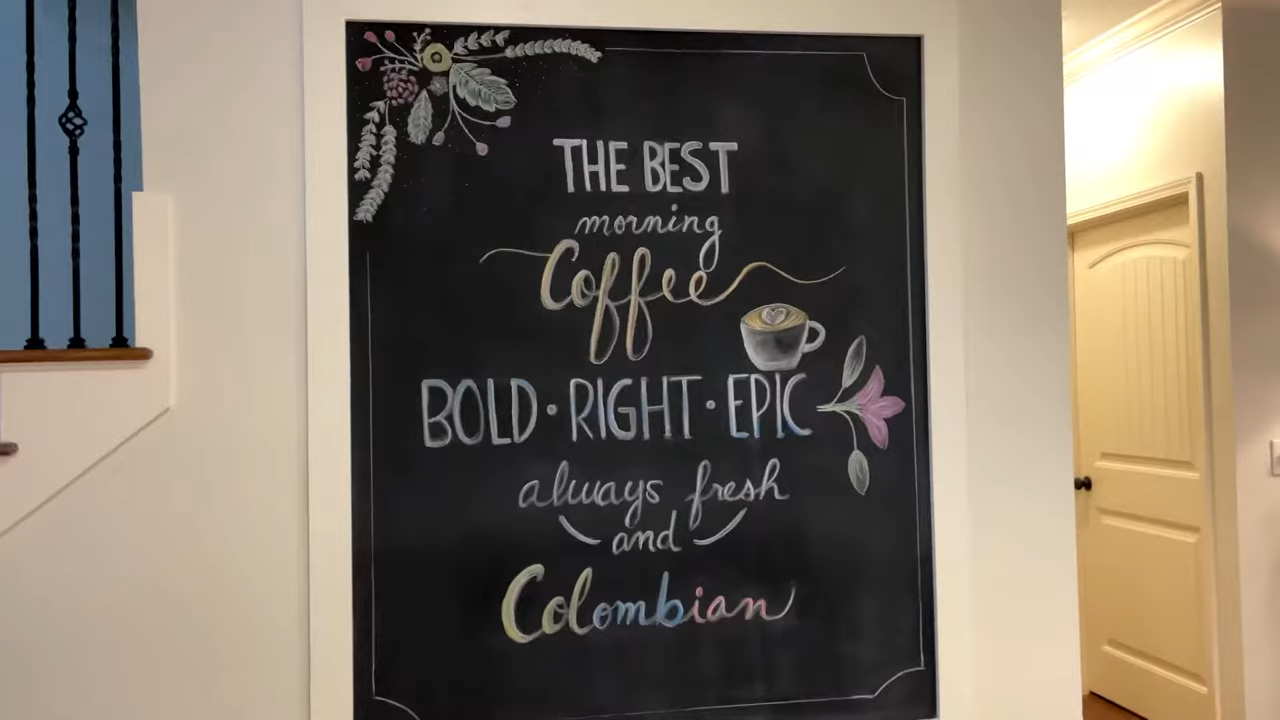 THE BEST
morning
Coffee
BOLD · RIGHT · EPIC
always fresh
and
Colombian